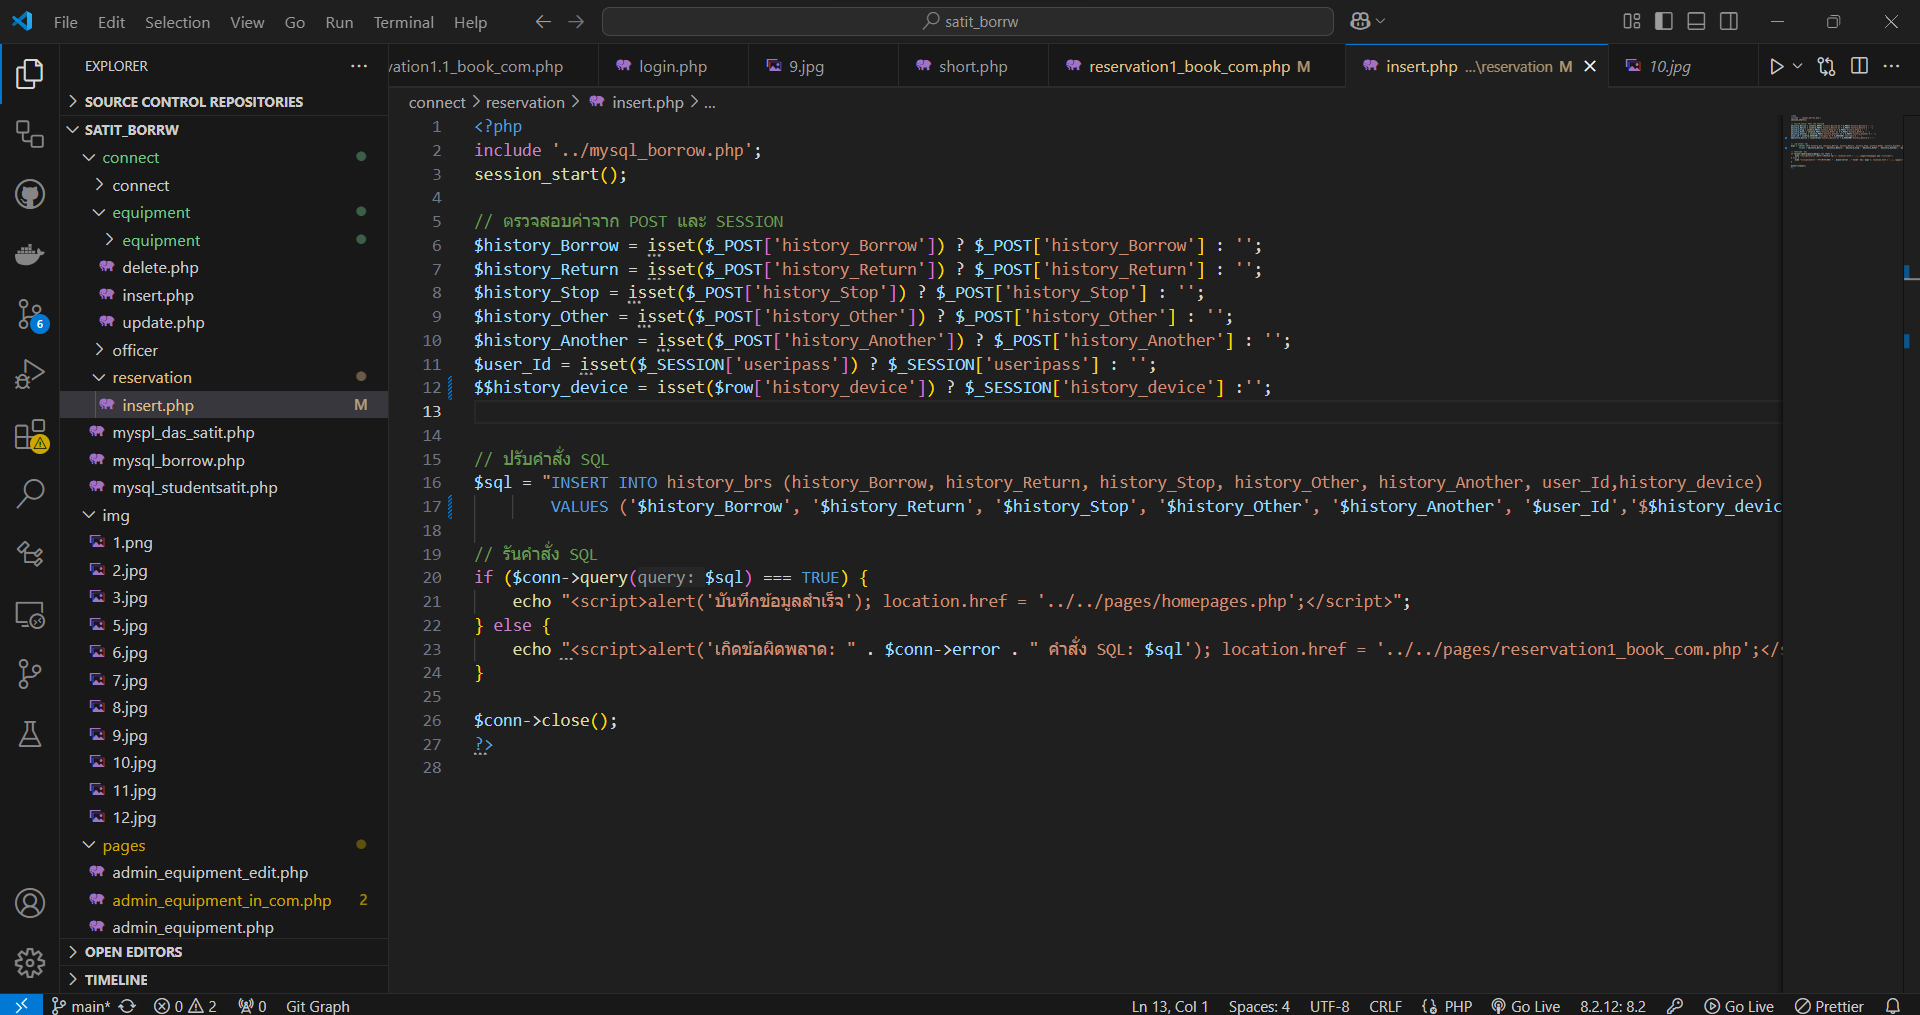 File Edit Selection View Go Run Terminal Help
satit_borrw
EXPLORER
SOURCE CONTROL REPOSITORIES
SATIT_BORRW
connect
connect
equipment
equipment
delete.php
insert.php
update.php
officer
reservation
insert.php M
myspl_das_satit.php
mysql_borrow.php
mysql_studentsatit.php
img
1.png
2.jpg
3.jpg
5.jpg
6.jpg
7.jpg
8.jpg
9.jpg
10.jpg
11.jpg
12.jpg
pages
admin_equipment_edit.php
admin_equipment_in_com.php 2
admin_equipment.php
OPEN EDITORS
TIMELINE
6
vation1.1_book_com.php login.php 9.jpg short.php reservation1_book_com.php M insert.php ...\reservation M 10.jpg
connect > reservation > insert.php > ...
1 <?php
2 include '../mysql_borrow.php';
3 session_start();
4
5 // ตรวจสอบค่าจาก POST และ SESSION
6 $history_Borrow = isset($_POST['history_Borrow']) ? $_POST['history_Borrow'] : '';
7 $history_Return = isset($_POST['history_Return']) ? $_POST['history_Return'] : '';
8 $history_Stop = isset($_POST['history_Stop']) ? $_POST['history_Stop'] : '';
9 $history_Other = isset($_POST['history_Other']) ? $_POST['history_Other'] : '';
10 $history_Another = isset($_POST['history_Another']) ? $_POST['history_Another'] : '';
11 $user_Id = isset($_SESSION['useripass']) ? $_SESSION['useripass'] : '';
12 $$history_device = isset($row['history_device']) ? $_SESSION['history_device'] :'';
13
14
15 // ปรับคำสั่ง SQL
16 $sql = "INSERT INTO history_brs (history_Borrow, history_Return, history_Stop, history_Other, history_Another, user_Id,history_device)
17 VALUES ('$history_Borrow', '$history_Return', '$history_Stop', '$history_Other', '$history_Another', '$user_Id','$$history_devic
18
19 // รันคำสั่ง SQL
20 if ($conn->query(query: $sql) === TRUE) {
21 echo "<script>alert('บันทึกข้อมูลสำเร็จ'); location.href = '../../pages/homepages.php';</script>";
22 } else {
23 echo "<script>alert('เกิดข้อผิดพลาด: " . $conn->error . " คำสั่ง SQL: $sql'); location.href = '../../pages/reservation1_book_com.php';</s
24 }
25
26 $conn->close();
27 ?>
28
main* 0 2 0 Git Graph Ln 13, Col 1 Spaces: 4 UTF-8 CRLF PHP Go Live 8.2.12: 8.2 Go Live Prettier